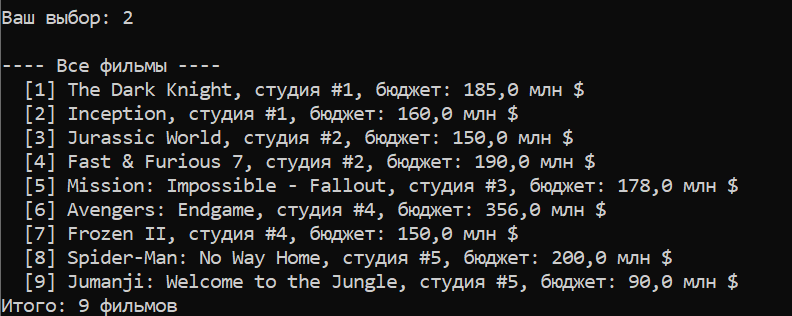 Ваш выбор: 2
---- Все фильмы ----
[1] The Dark Knight, студия #1, бюджет: 185,0 млн $
[2] Inception, студия #1, бюджет: 160,0 млн $
[3] Jurassic World, студия #2, бюджет: 150,0 млн $
[4] Fast & Furious 7, студия #2, бюджет: 190,0 млн $
[5] Mission: Impossible - Fallout, студия #3, бюджет: 178,0 млн $
[6] Avengers: Endgame, студия #4, бюджет: 356,0 млн $
[7] Frozen II, студия #4, бюджет: 150,0 млн $
[8] Spider-Man: No Way Home, студия #5, бюджет: 200,0 млн $
[9] Jumanji: Welcome to the Jungle, студия #5, бюджет: 90,0 млн $
Итого: 9 фильмов